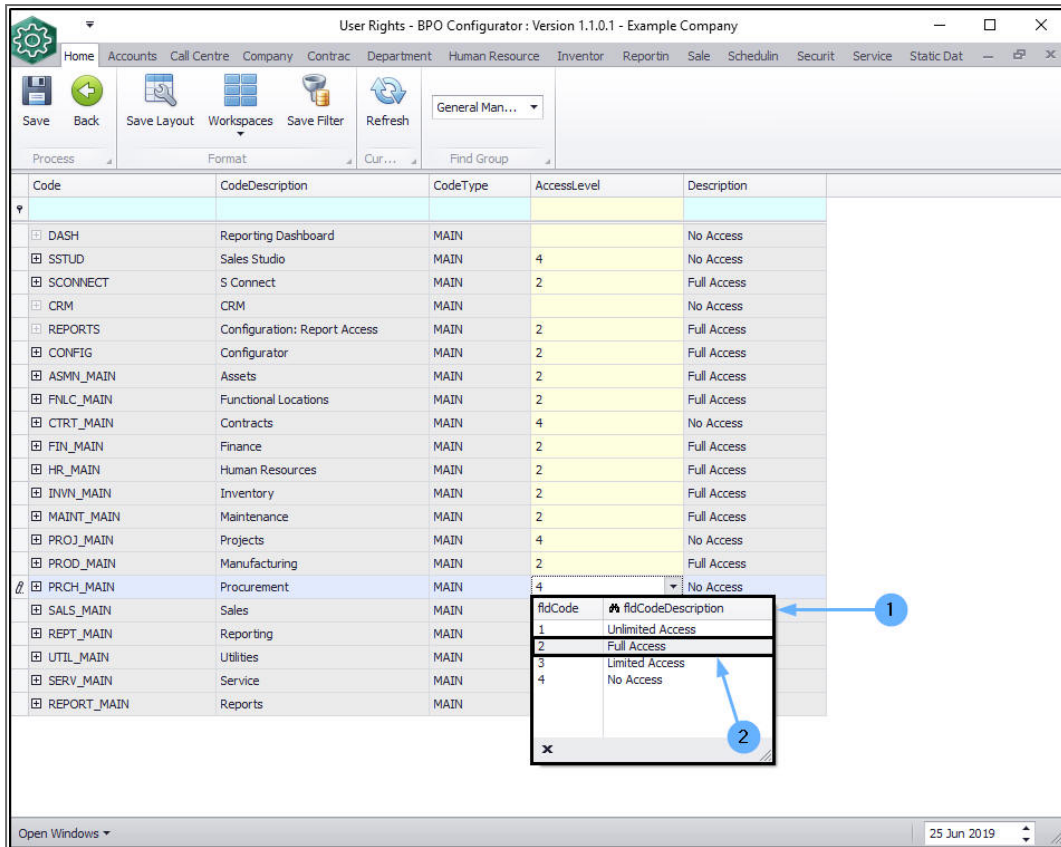 User Rights - BPO Configurator : Version 1.1.0.1 - Example Company
Home Accounts Call Centre Company Contrac Department Human Resource Inventor Reportin Sale Schedulin Securit Service Static Dat
General Man...
Save Back Save Layout Workspaces Save Filter Refresh
Process Format Cur... Find Group
Code CodeDescription CodeType AccessLevel Description
DASH Reporting Dashboard MAIN No Access
SSTUD Sales Studio MAIN 4 No Access
SCONNECT S Connect MAIN 2 Full Access
CRM CRM MAIN No Access
REPORTS Configuration: Report Access MAIN 2 Full Access
CONFIG Configurator MAIN 2 Full Access
ASMN_MAIN Assets MAIN 2 Full Access
FNLC_MAIN Functional Locations MAIN 2 Full Access
CTRT_MAIN Contracts MAIN 4 No Access
FIN_MAIN Finance MAIN 2 Full Access
HR_MAIN Human Resources MAIN 2 Full Access
INVN_MAIN Inventory MAIN 2 Full Access
MAINT_MAIN Maintenance MAIN 2 Full Access
PROJ_MAIN Projects MAIN 4 No Access
PROD_MAIN Manufacturing MAIN 2 Full Access
PRCH_MAIN Procurement MAIN 4 No Access
SALS_MAIN Sales MAIN
REPT_MAIN Reporting MAIN
UTIL_MAIN Utilities MAIN
SERV_MAIN Service MAIN
REPORT_MAIN Reports MAIN
fldCode fldCodeDescription
1 Unlimited Access
2 Full Access
3 Limited Access
4 No Access
1
2
x
Open Windows 25 Jun 2019